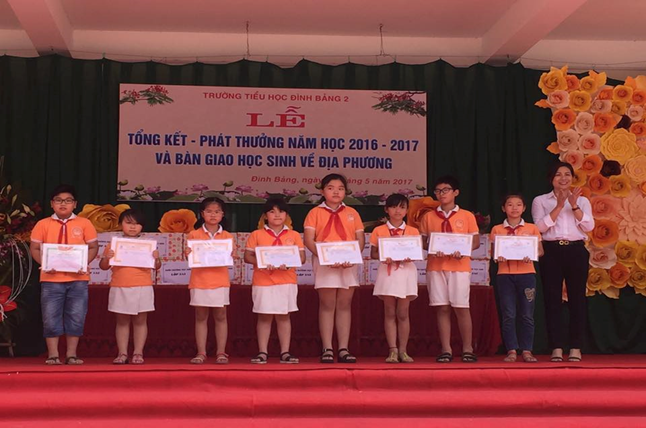 TRƯỜNG TIỂU HỌC ĐÌNH BẢNG 2
LỄ
TỔNG KẾT - PHÁT THƯỞNG NĂM HỌC 2016 - 2017
VÀ BÀN GIAO HỌC SINH VỀ ĐỊA PHƯƠNG
Đình Bảng, ngày tháng 5 năm 2017